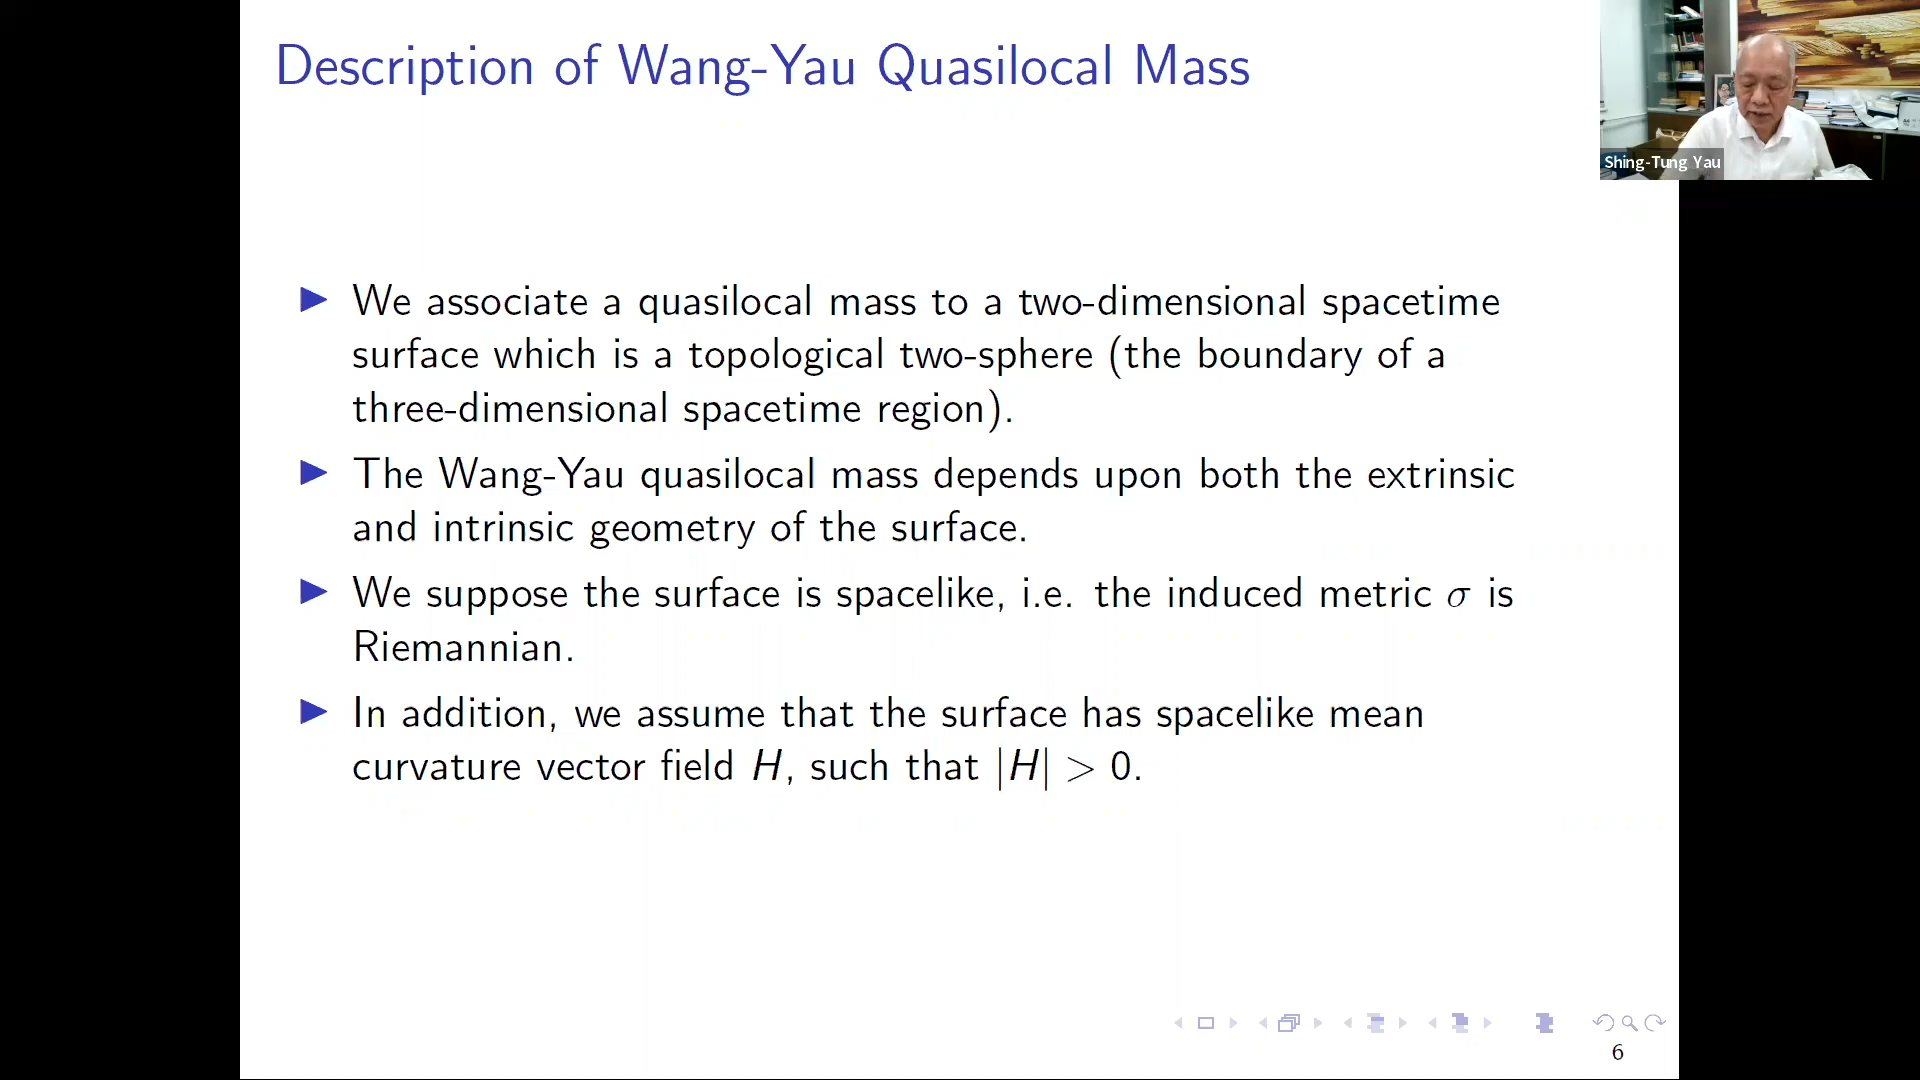 Description of Wang-Yau Quasilocal Mass
Shing-Tung Yau
We associate a quasilocal mass to a two-dimensional spacetime
surface which is a topological two-sphere (the boundary of a
three-dimensional spacetime region).
The Wang-Yau quasilocal mass depends upon both the extrinsic
and intrinsic geometry of the surface.
We suppose the surface is spacelike, i.e. the induced metric σ is
Riemannian.
In addition, we assume that the surface has spacelike mean
curvature vector field H, such that |H| > 0.
6